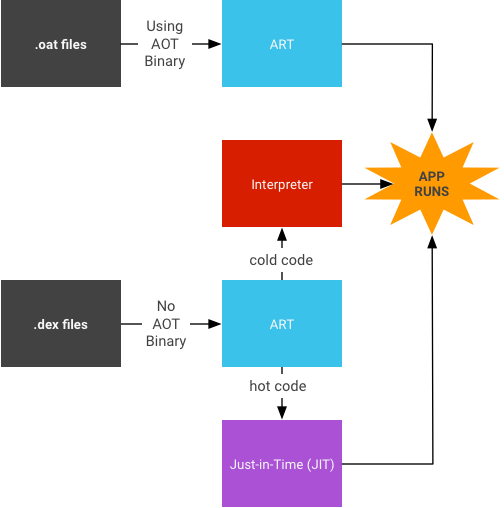 .oat files
Using
AOT
Binary
ART
Interpreter
APP
RUNS
cold code
.dex files
No
AOT
Binary
ART
hot code
Just-in-Time (JIT)